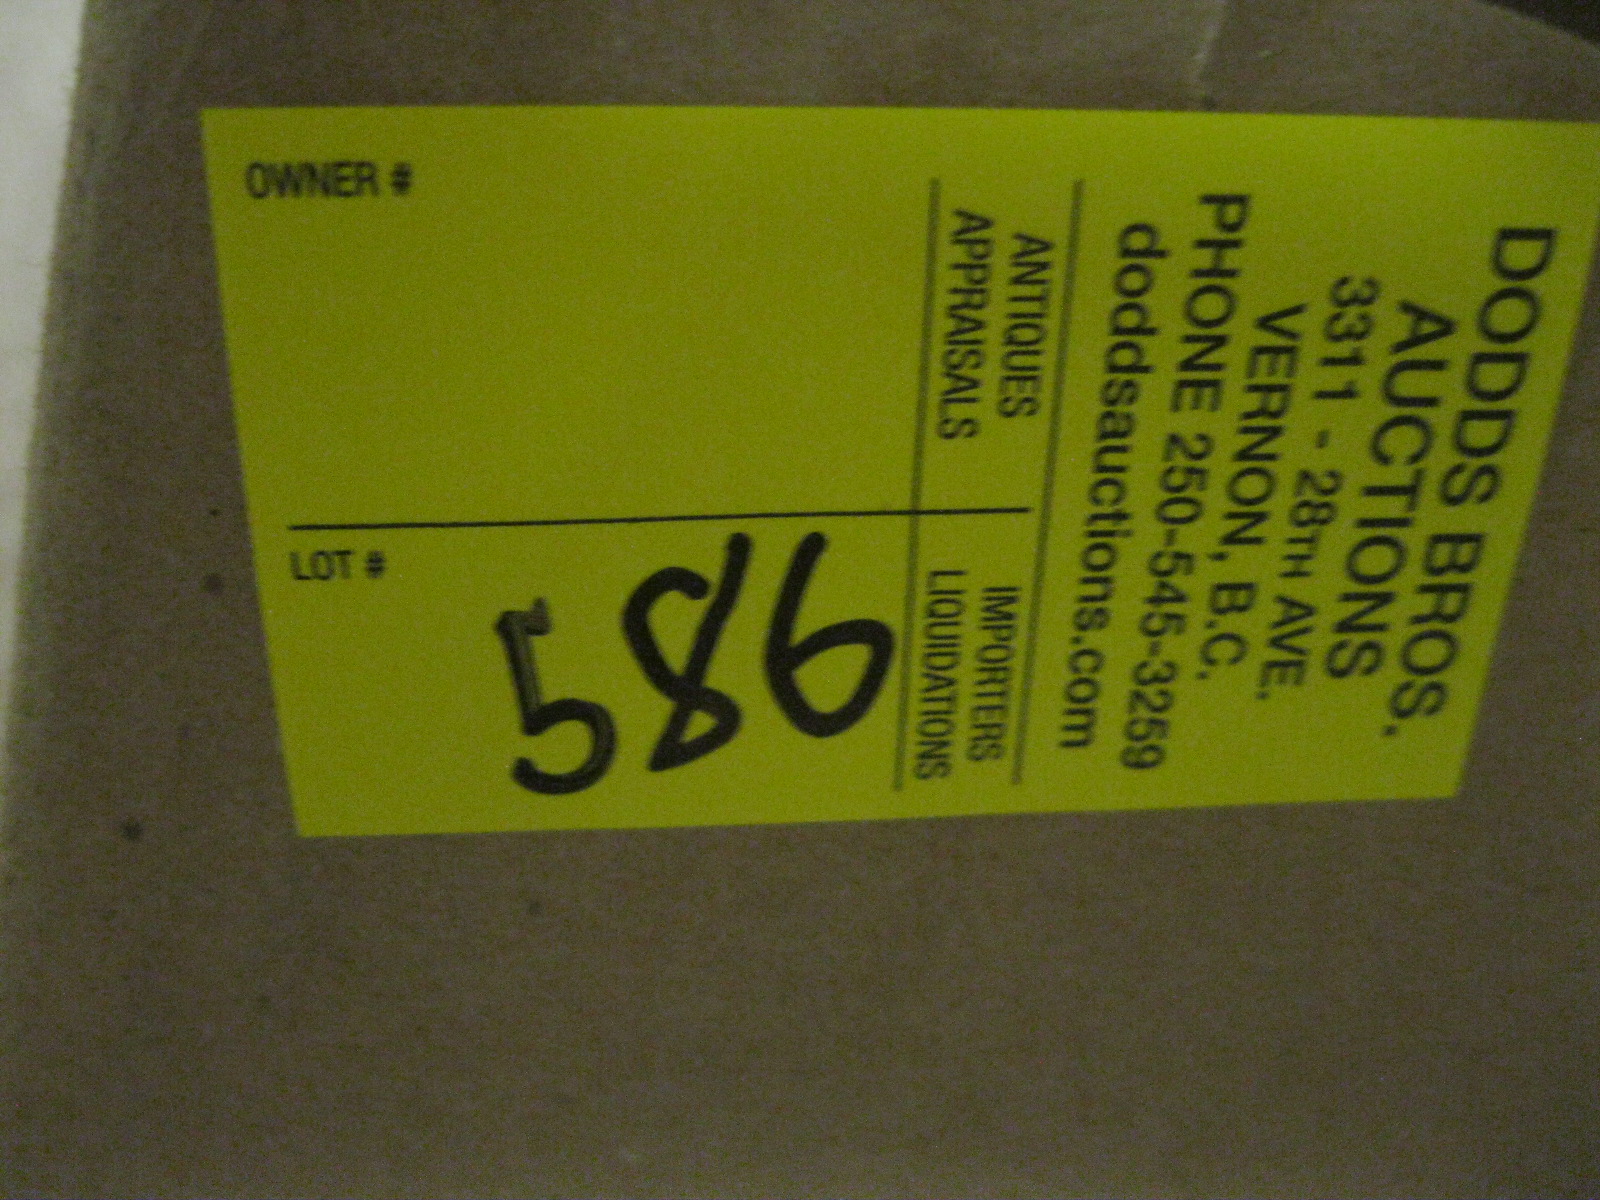 DODDS BROS.
AUCTIONS
3311 - 28TH AVE.
VERNON, B.C.
PHONE 250-545-3259
doddsauctions.com
ANTIQUES
APPRAISALS
IMPORTERS
LIQUIDATIONS
OWNER #
LOT #
586